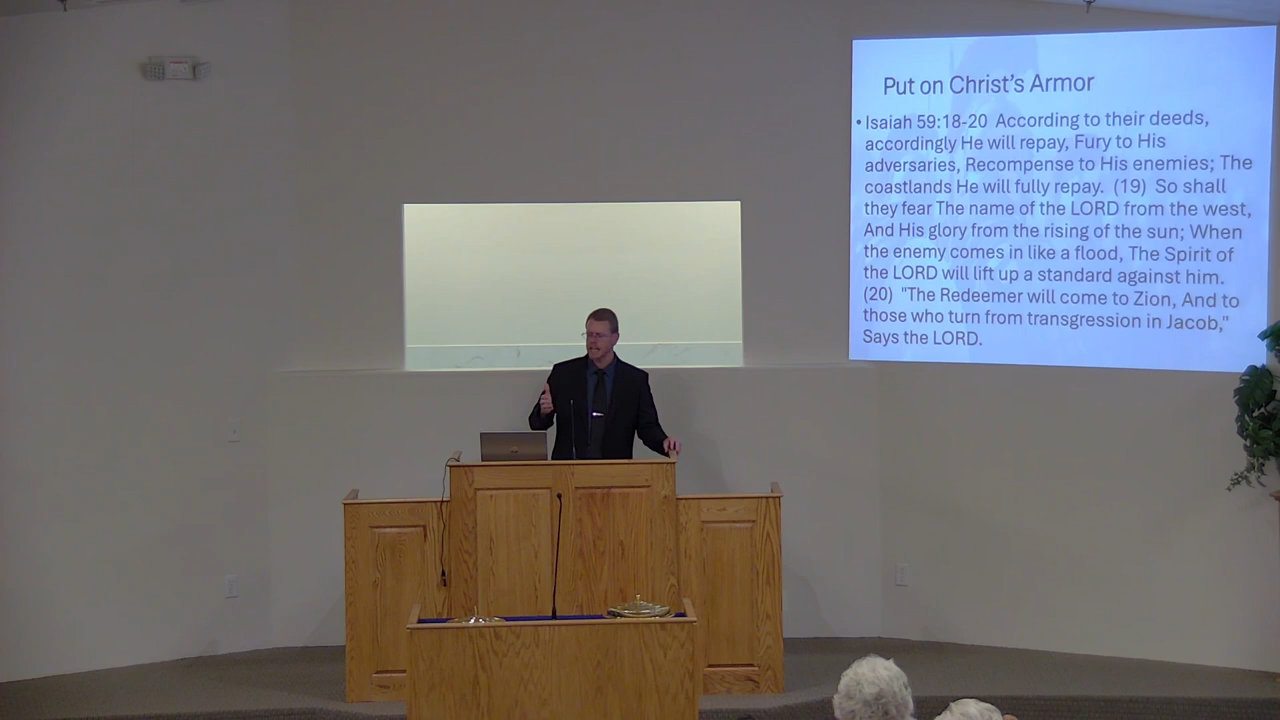 Put on Christ's Armor
• Isaiah 59:18-20 According to their deeds,
accordingly He will repay, Fury to His
adversaries, Recompense to His enemies; The
coastlands He will fully repay. (19) So shall
they fear The name of the LORD from the west,
And His glory from the rising of the sun; When
the enemy comes in like a flood, The Spirit of
the LORD will lift up a standard against him.
(20) "The Redeemer will come to Zion, And to
those who turn from transgression in Jacob,"
Says the LORD.